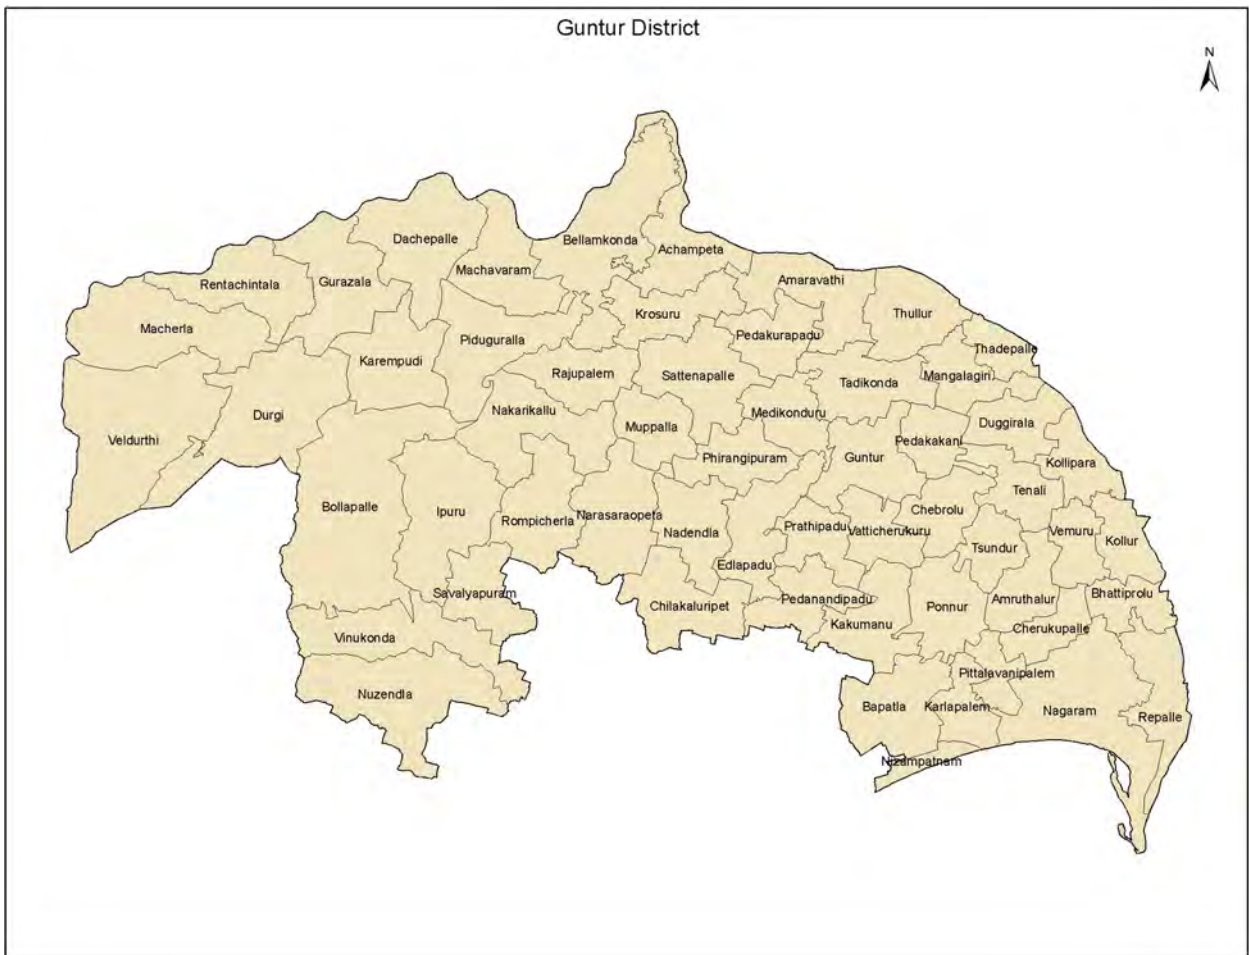 Guntur District
N
Dachepalle
Bellamkonda
Achampeta
Machavaram
Rentachintala
Gurazala
Amaravathi
Krosuru
Thullur
Macherla
Piduguralla
Pedakurapadu
Thadepalle
Karempudi
Rajupalem
Sattenapalle
Tadikonda
Mangalagiri
Durgi
Nakarikallu
Medikonduru
Muppalla
Duggirala
Veldurthi
Pedakakani
Phirangipuram
Guntur
Kollipara
Bollapalle
Ipuru
Tenali
Rompicherla
Narasaraopeta
Chebrolu
Nadendla
Prathipadu
Vatticherukuru
Vemuru
Kollur
Tsundur
Edlapadu
Savalyapuram
Chilakaluripet
Pedanandipadu
Ponnur
Amruthalur
Bhattiprolu
Kakumanu
Cherukupalle
Vinukonda
Pittalavanipalem
Nuzendla
Bapatla
Karlapalem
Nagaram
Repalle
Nizampatnam